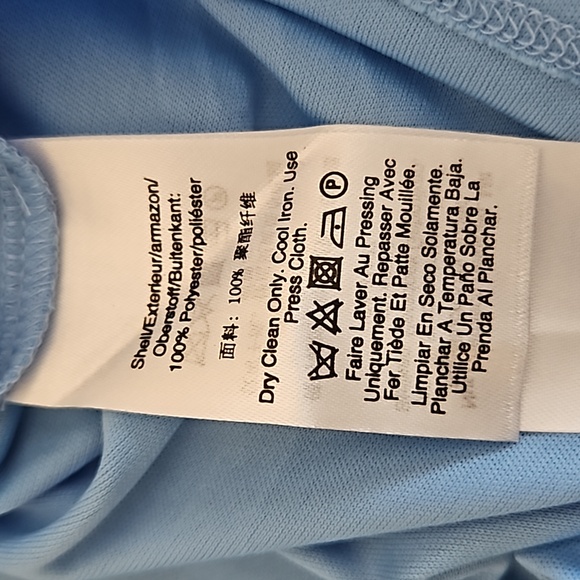 Shell/Exterieur/armazon/
Oberstoff/Buitenkant:
100% Polyester/poliéster
面料: 100% 聚酯纤维
Dry Clean Only. Cool Iron. Use
Press Cloth.
P
Faire Laver Au Pressing
Uniquement. Repasser Avec
Fer Tiède Et Patte Mouillée.
Limpiar En Seco Solamente.
Planchar A Temperatura Baja.
Utilice Un Paño Sobre La
Prenda Al Planchar.